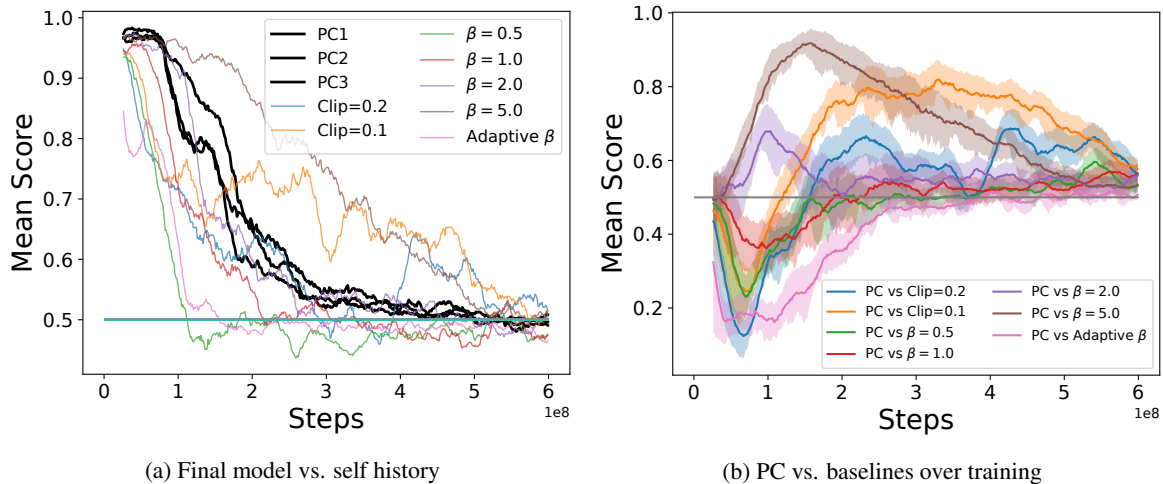 Mean Score
1.0
0.9
0.8
0.7
0.6
0.5
PC1
PC2
PC3
Clip=0.2
Clip=0.1
β = 0.5
β = 1.0
β = 2.0
β = 5.0
Adaptive β
0 1 2 3 4 5 6
1e8
Steps
(a) Final model vs. self history
Mean Score
1.0
0.8
0.6
0.4
0.2
PC vs Clip=0.2
PC vs Clip=0.1
PC vs β = 0.5
PC vs β = 1.0
PC vs β = 2.0
PC vs β = 5.0
PC vs Adaptive β
0 1 2 3 4 5 6
1e8
Steps
(b) PC vs. baselines over training